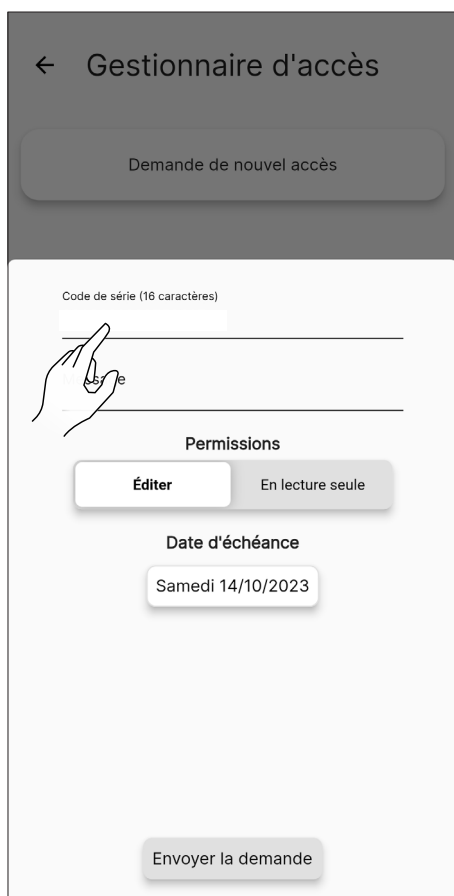 Gestionnaire d'accès
Demande de nouvel accès
Code de série (16 caractères)
Permissions
Éditer
En lecture seule
Date d'échéance
Samedi 14/10/2023
Envoyer la demande